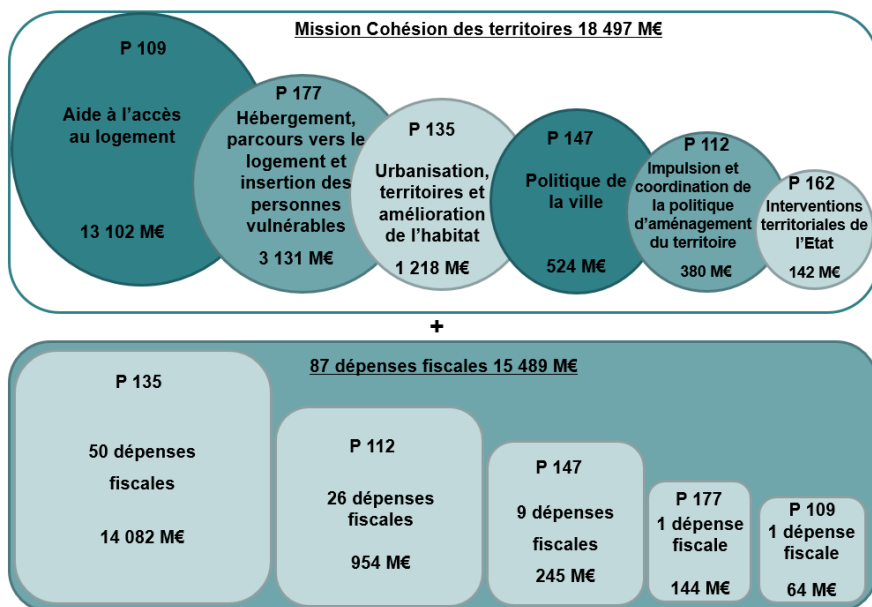 Mission Cohésion des territoires 18 497 M€
P 109
Aide à l'accès
au logement
13 102 M€
P 177
Hébergement,
parcours vers le
logement et
insertion des
personnes
vulnérables
3 131 M€
P 135
Urbanisation,
territoires et
amélioration
de l'habitat
1 218 M€
P 147
Politique de
la ville
524 M€
P 112
Impulsion et
coordination de
la politique
d'aménagement
du territoire
380 M€
P 162
Interventions
territoriales de
l'Etat
142 M€
+
87 dépenses fiscales 15 489 M€
P 135
50 dépenses
fiscales
14 082 M€
P 112
26 dépenses
fiscales
954 M€
P 147
9 dépenses
fiscales
245 M€
P 177
1 dépense
fiscale
144 M€
P 109
1 dépense
fiscale
64 M€